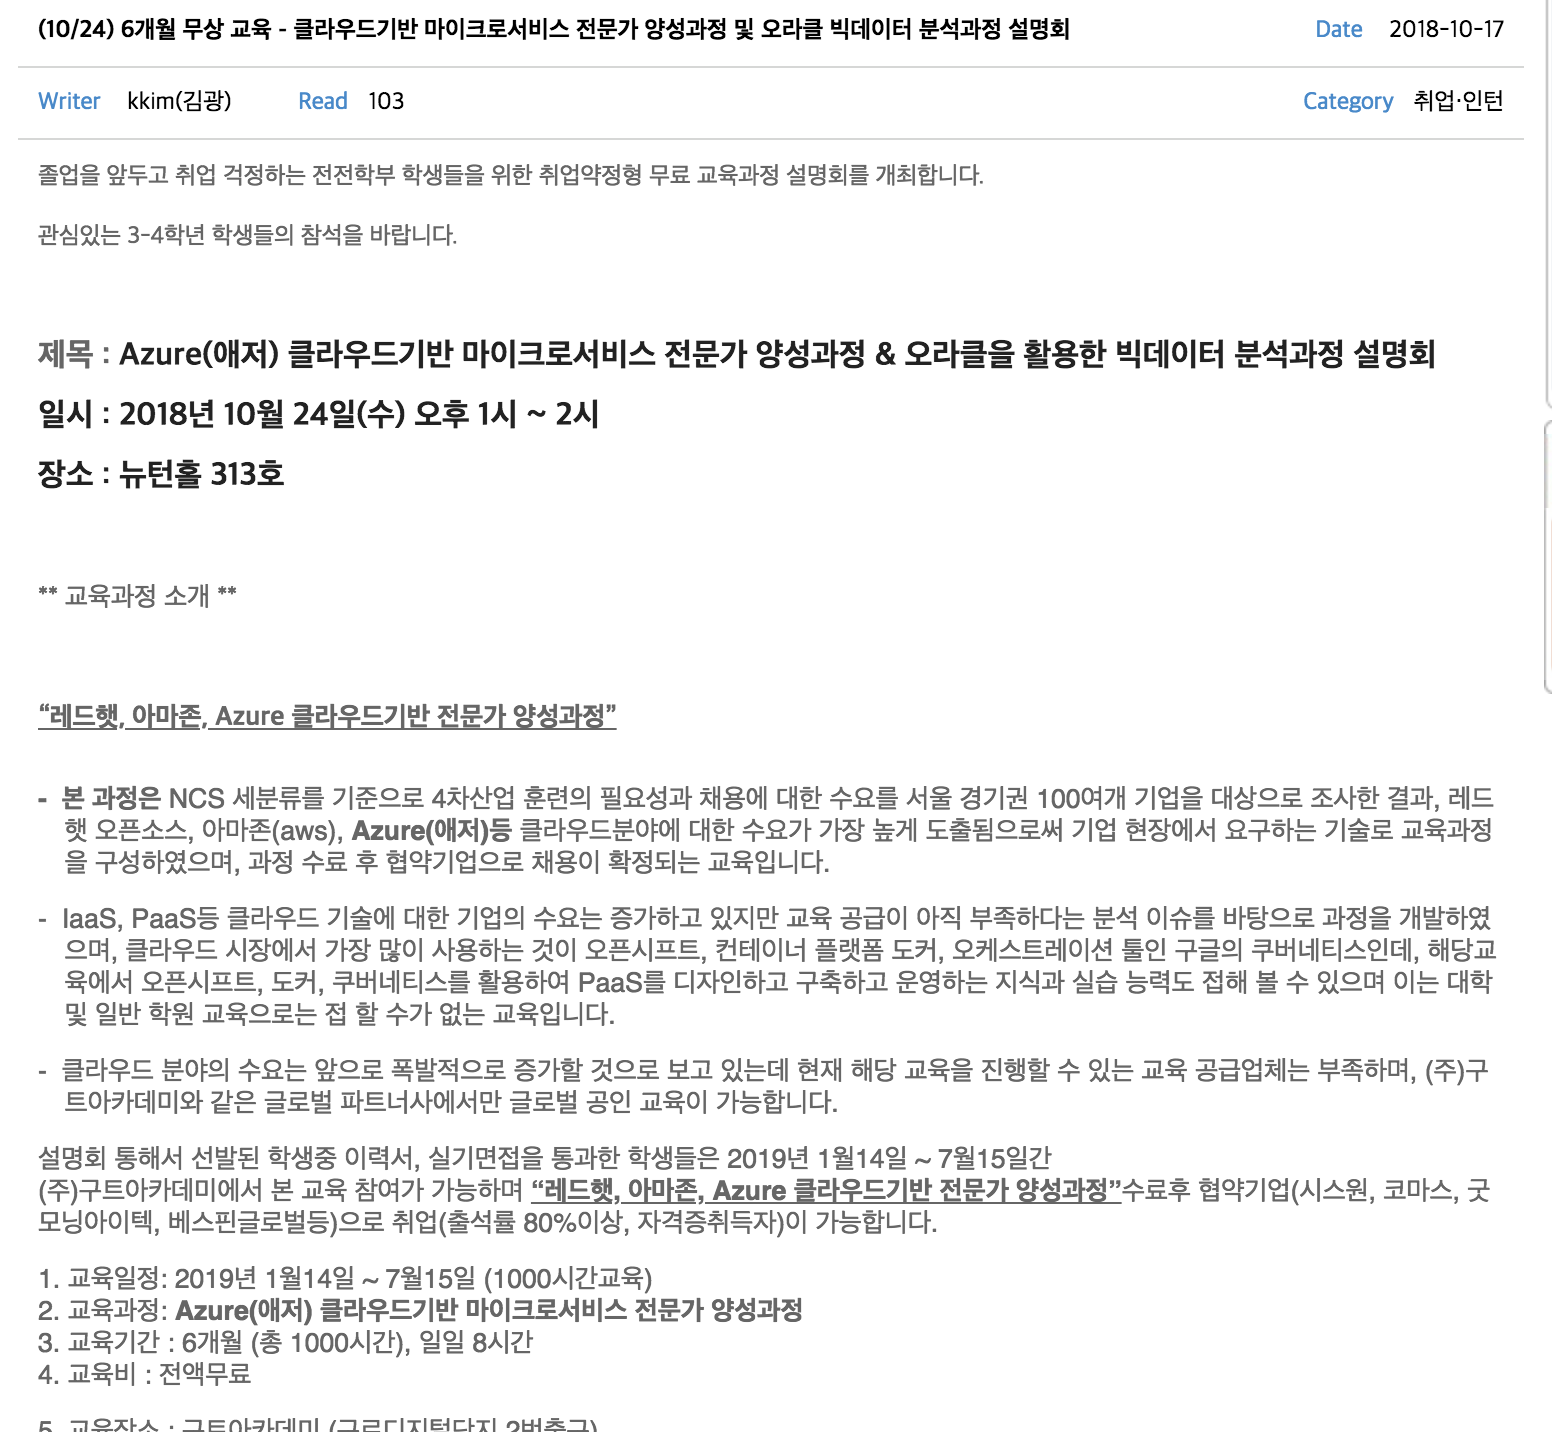 (10/24) 6개월 무상 교육 - 클라우드기반 마이크로서비스 전문가 양성과정 및 오라클 빅데이터 분석과정 설명회 Date 2018-10-17
Writer kkim(김광) Read 103 Category 취업·인턴
졸업을 앞두고 취업 걱정하는 전전학부 학생들을 위한 취업약정형 무료 교육과정 설명회를 개최합니다.
관심있는 3-4학년 학생들의 참석을 바랍니다.
제목 : Azure(애저) 클라우드기반 마이크로서비스 전문가 양성과정 & 오라클을 활용한 빅데이터 분석과정 설명회
일시 : 2018년 10월 24일(수) 오후 1시 ~ 2시
장소 : 뉴턴홀 313호
** 교육과정 소개 **
“레드햇, 아마존, Azure 클라우드기반 전문가 양성과정”
- 본 과정은 NCS 세분류를 기준으로 4차산업 훈련의 필요성과 채용에 대한 수요를 서울 경기권 100여개 기업을 대상으로 조사한 결과, 레드
햇 오픈소스, 아마존(aws), Azure(애저)등 클라우드분야에 대한 수요가 가장 높게 도출됨으로써 기업 현장에서 요구하는 기술로 교육과정
을 구성하였으며, 과정 수료 후 협약기업으로 채용이 확정되는 교육입니다.
- IaaS, PaaS등 클라우드 기술에 대한 기업의 수요는 증가하고 있지만 교육 공급이 아직 부족하다는 분석 이슈를 바탕으로 과정을 개발하였
으며, 클라우드 시장에서 가장 많이 사용하는 것이 오픈시프트, 컨테이너 플랫폼 도커, 오케스트레이션 툴인 구글의 쿠버네티스인데, 해당교
육에서 오픈시프트, 도커, 쿠버네티스를 활용하여 PaaS를 디자인하고 구축하고 운영하는 지식과 실습 능력도 접해 볼 수 있으며 이는 대학
및 일반 학원 교육으로는 접 할 수가 없는 교육입니다.
- 클라우드 분야의 수요는 앞으로 폭발적으로 증가할 것으로 보고 있는데 현재 해당 교육을 진행할 수 있는 교육 공급업체는 부족하며, (주)구
트아카데미와 같은 글로벌 파트너사에서만 글로벌 공인 교육이 가능합니다.
설명회 통해서 선발된 학생중 이력서, 실기면접을 통과한 학생들은 2019년 1월14일 ~ 7월15일간
(주)구트아카데미에서 본 교육 참여가 가능하며 “레드햇, 아마존, Azure 클라우드기반 전문가 양성과정”수료후 협약기업(시스원, 코마스, 굿
모닝아이텍, 베스핀글로벌등)으로 취업(출석률 80%이상, 자격증취득자)이 가능합니다.
1. 교육일정: 2019년 1월14일 ~ 7월15일 (1000시간교육)
2. 교육과정: Azure(애저) 클라우드기반 마이크로서비스 전문가 양성과정
3. 교육기간 : 6개월 (총 1000시간), 일일 8시간
4. 교육비 : 전액무료
5. 교육장소 : 구트아카데미 (구로디지털단지 2번출구)